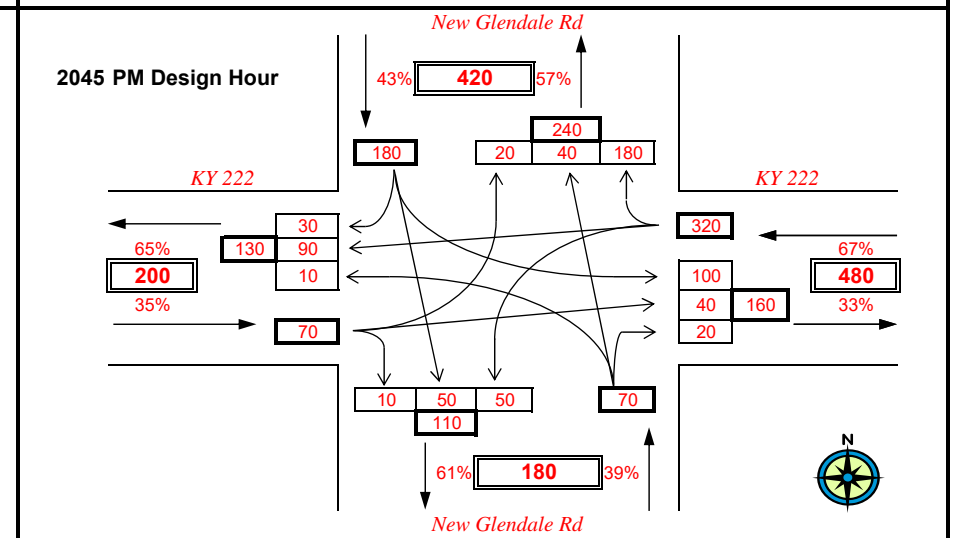 New Glendale Rd
2045 PM Design Hour
43% 420 57%
240
180 20 40 180
KY 222 KY 222
30 320
65% 130 90 67%
200 10 100 480
35% 40 160 33%
70 20
10 50 50 70
110
N
61% 180 39%
New Glendale Rd